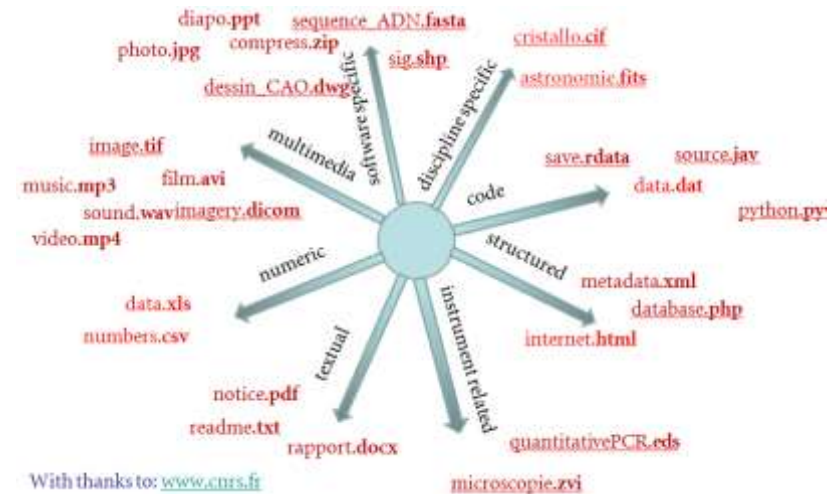 diapo.ppt
sequence_ADN.fasta
photo.jpg
compress.zip
cristallo.cif
sig.shp
astronomic.fits
dessin_CAO.dwg
software specific
discipline specific
multimedia
image.tif
save.rdata
source.jav
music.mp3
film.avi
code
data.dat
sound.wav
imagery.dicom
python.py
video.mp4
numeric
structured
metadata.xml
data.xls
database.php
numbers.csv
internet.html
textual
instrument related
notice.pdf
readme.txt
rapport.docx
quantitativePCR.eds
microscopie.zvi
With thanks to: www.cnrs.fr